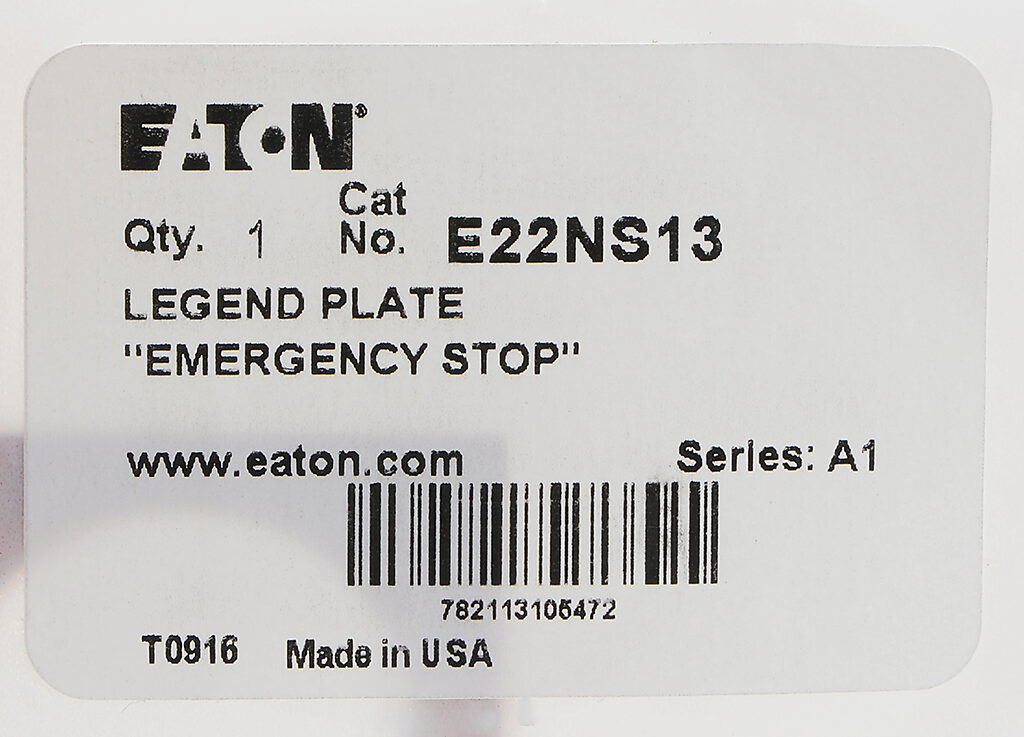 EATON®
Qty. 1 Cat No. E22NS13
LEGEND PLATE
"EMERGENCY STOP"
www.eaton.com Series: A1
782113105472
T0916 Made in USA